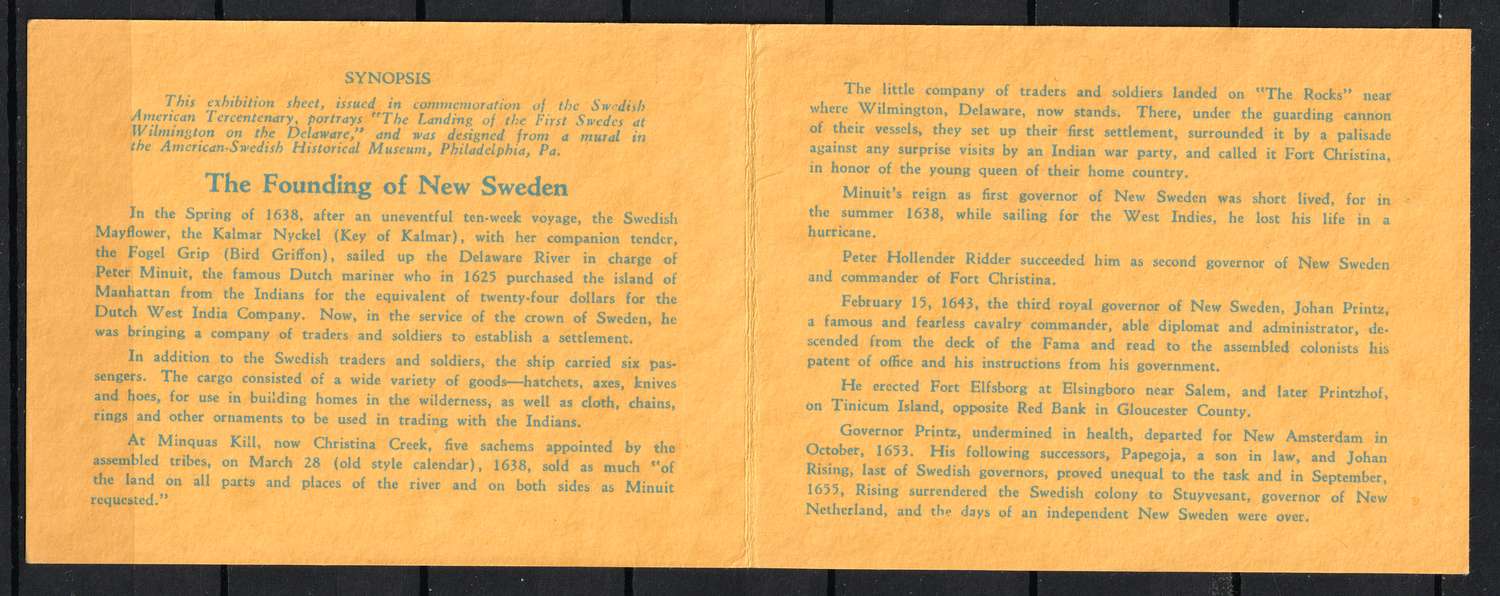 SYNOPSIS
This exhibition sheet, issued in commemoration of the Swedish
American Tercentenary, portrays "The Landing of the First Swedes at
Wilmington on the Delaware," and was designed from a mural in
the American-Swedish Historical Museum, Philadelphia, Pa.
The Founding of New Sweden
In the Spring of 1638, after an uneventful ten-week voyage, the Swedish
Mayflower, the Kalmar Nyckel (Key of Kalmar), with her companion tender,
the Fogel Grip (Bird Griffon), sailed up the Delaware River in charge of
Peter Minuit, the famous Dutch mariner who in 1625 purchased the island of
Manhattan from the Indians for the equivalent of twenty-four dollars for the
Dutch West India Company. Now, in the service of the crown of Sweden, he
was bringing a company of traders and soldiers to establish a settlement.
In addition to the Swedish traders and soldiers, the ship carried six pas-
sengers. The cargo consisted of a wide variety of goods—hatchets, axes, knives
and hoes, for use in building homes in the wilderness, as well as cloth, chains,
rings and other ornaments to be used in trading with the Indians.
At Minquas Kill, now Christina Creek, five sachems appointed by the
assembled tribes, on March 28 (old style calendar), 1638, sold as much "of
the land on all parts and places of the river and on both sides as Minuit
requested."
The little company of traders and soldiers landed on "The Rocks" near
where Wilmington, Delaware, now stands. There, under the guarding cannon
of their vessels, they set up their first settlement, surrounded it by a palisade
against any surprise visits by an Indian war party, and called it Fort Christina,
in honor of the young queen of their home country.
Minuit's reign as first governor of New Sweden was short lived, for in
the summer 1638, while sailing for the West Indies, he lost his life in a
hurricane.
Peter Hollender Ridder succeeded him as second governor of New Sweden
and commander of Fort Christina.
February 15, 1643, the third royal governor of New Sweden, Johan Printz,
a famous and fearless cavalry commander, able diplomat and administrator, de-
scended from the deck of the Fama and read to the assembled colonists his
patent of office and his instructions from his government.
He erected Fort Elfsborg at Elsingboro near Salem, and later Printzhof,
on Tinicum Island, opposite Red Bank in Gloucester County.
Governor Printz, undermined in health, departed for New Amsterdam in
October, 1653. His following successors, Papegoja, a son in law, and Johan
Rising, last of Swedish governors, proved unequal to the task and in September,
1655, Rising surrendered the Swedish colony to Stuyvesant, governor of New
Netherland, and the days of an independent New Sweden were over.